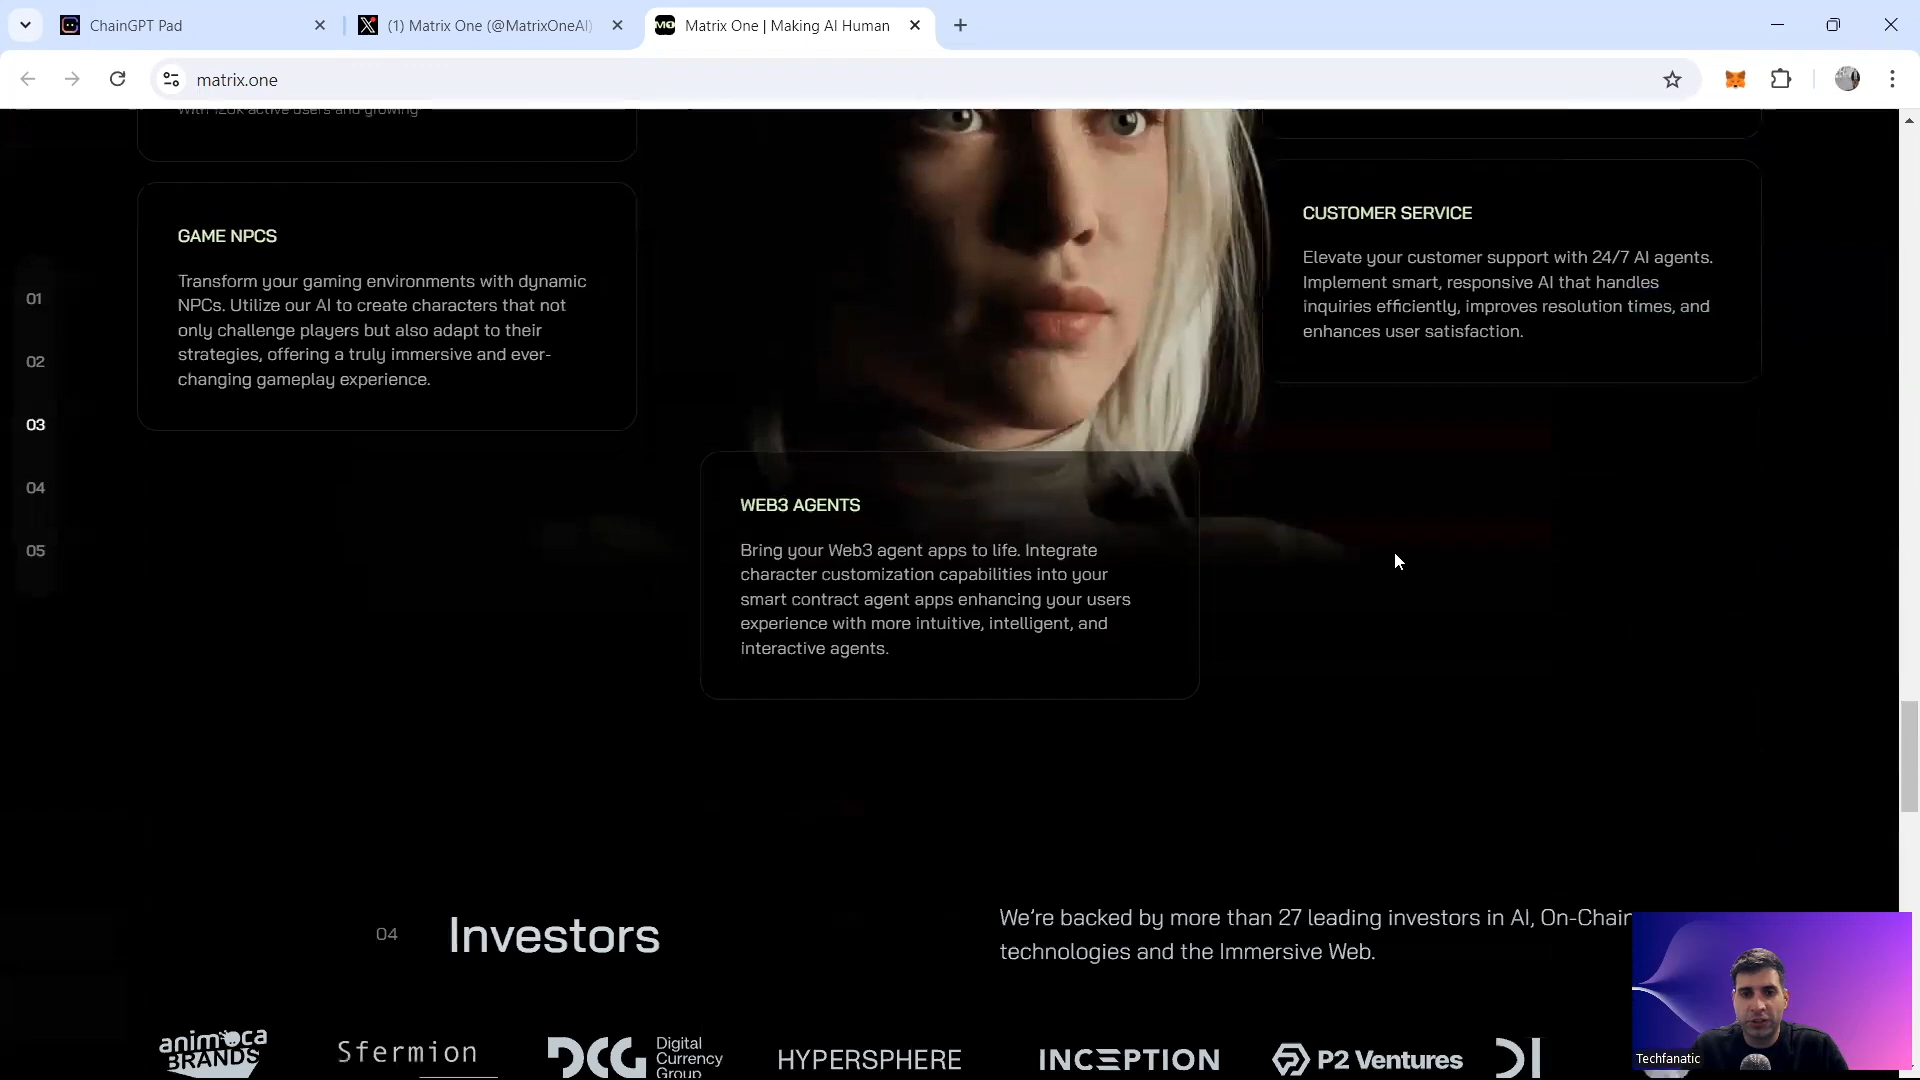 ChainGPT Pad
(1) Matrix One (@MatrixOneAI)
Matrix One | Making AI Human
matrix.one
With 120k active users and growing
GAME NPCS
Transform your gaming environments with dynamic
NPCs. Utilize our AI to create characters that not
only challenge players but also adapt to their
strategies, offering a truly immersive and ever-
changing gameplay experience.
CUSTOMER SERVICE
Elevate your customer support with 24/7 AI agents.
Implement smart, responsive AI that handles
inquiries efficiently, improves resolution times, and
enhances user satisfaction.
01
02
03
04
05
WEB3 AGENTS
Bring your Web3 agent apps to life. Integrate
character customization capabilities into your
smart contract agent apps enhancing your users
experience with more intuitive, intelligent, and
interactive agents.
04
Investors
We're backed by more than 27 leading investors in AI, On-Chain
technologies and the Immersive Web.
animoca
BRANDS
Sfermion
DCG
Digital
Currency
Group
HYPERSPHERE
INCEPTION
P2 Ventures
Techfanatic